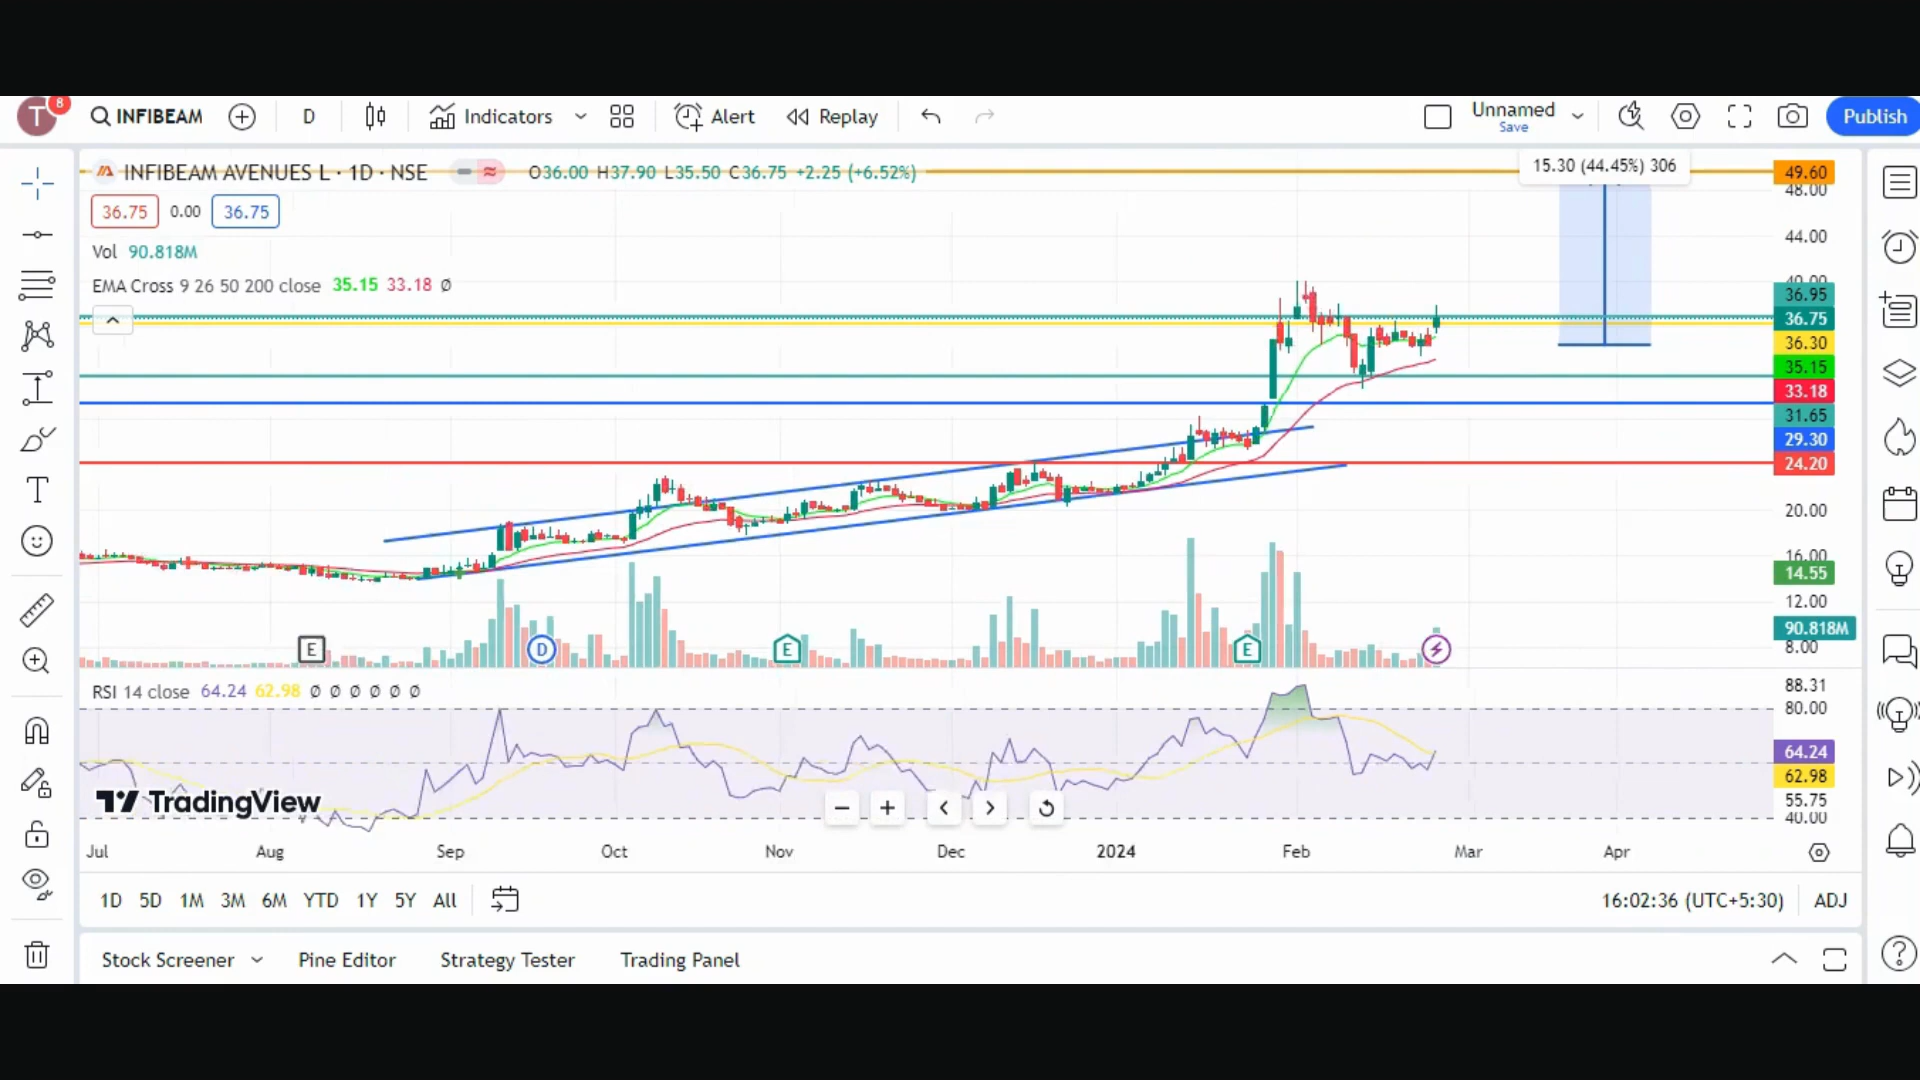 T 8 INFIBEAM D Indicators Alert Replay Unnamed Save Publish
INFIBEAM AVENUES L · 1D · NSE O36.00 H37.90 L35.50 C36.75 +2.25 (+6.52%)
15.30 (44.45%) 306
49.60
48.00
36.75 0.00 36.75
44.00
Vol 90.818M
EMA Cross 9 26 50 200 close 35.15 33.18 Ø
40.00
36.95
36.75
36.30
35.15
33.18
31.65
29.30
24.20
20.00
16.00
14.55
12.00
90.818M
8.00
E D E E
RSI 14 close 64.24 62.98 Ø Ø Ø Ø Ø Ø
88.31
80.00
64.24
62.98
55.75
40.00
TradingView
Jul Aug Sep Oct Nov Dec 2024 Feb Mar Apr
1D 5D 1M 3M 6M YTD 1Y 5Y All 16:02:36 (UTC+5:30) ADJ
Stock Screener Pine Editor Strategy Tester Trading Panel